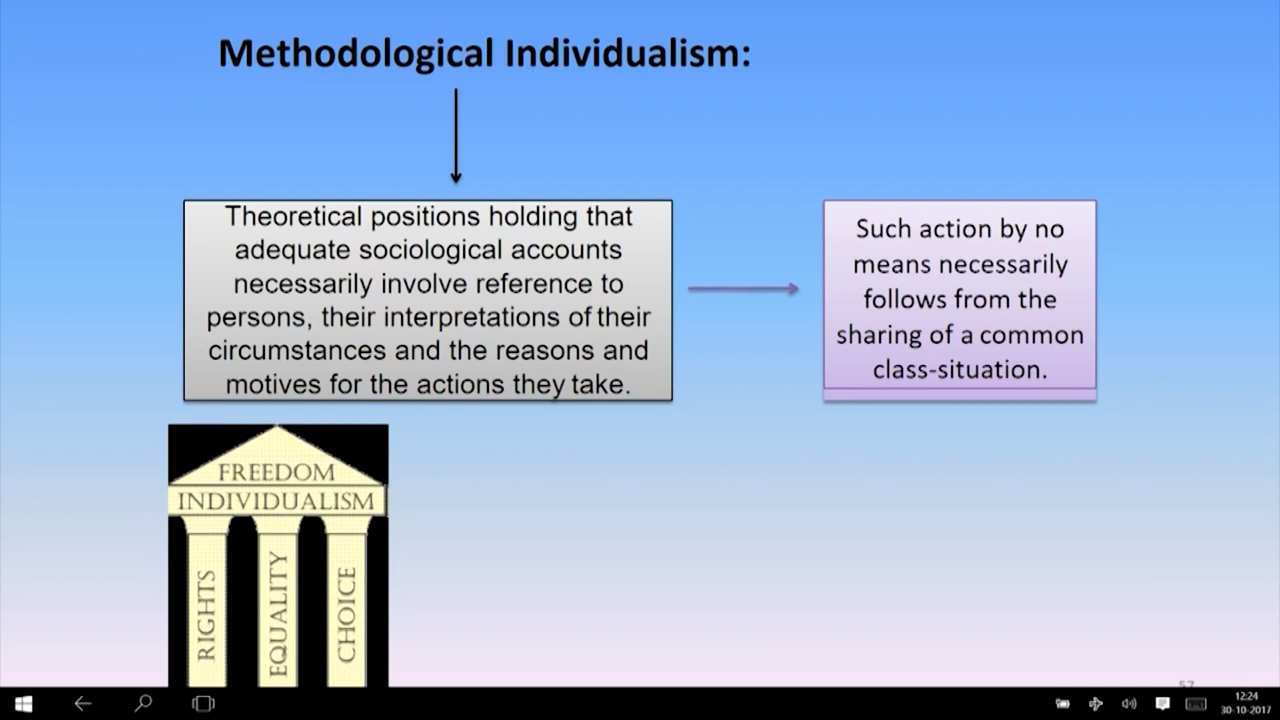 Methodological Individualism:
Theoretical positions holding that
adequate sociological accounts
necessarily involve reference to
persons, their interpretations of their
circumstances and the reasons and
motives for the actions they take.
Such action by no
means necessarily
follows from the
sharing of a common
class-situation.
FREEDOM
INDIVIDUALISM
RIGHTS
EQUALITY
CHOICE
57
12:24
30-10-2017